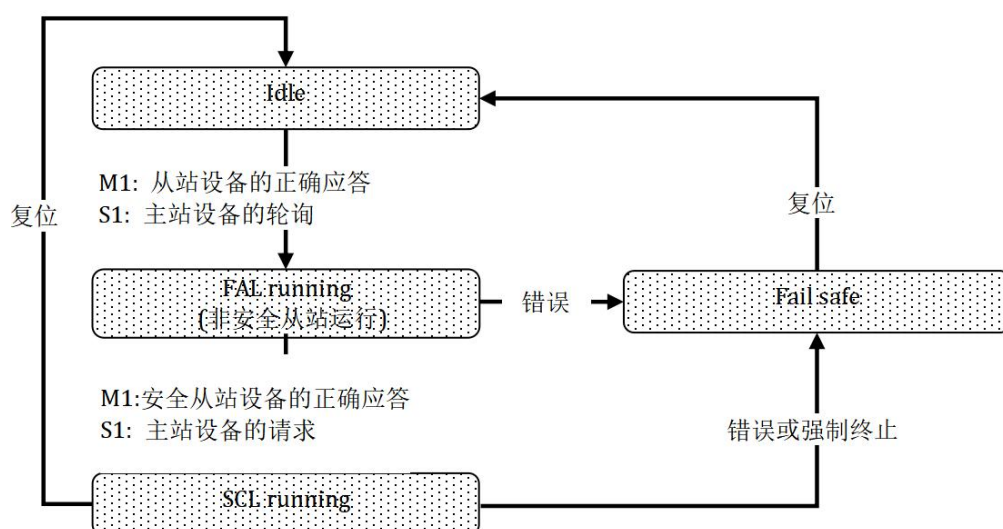 Idle
M1: 从站设备的正确应答
S1: 主站设备的轮询
复位
复位
FAL running
(非安全从站运行)
错误
Fail safe
M1:安全从站设备的正确应答
S1: 主站设备的请求
错误或强制终止
SCL running